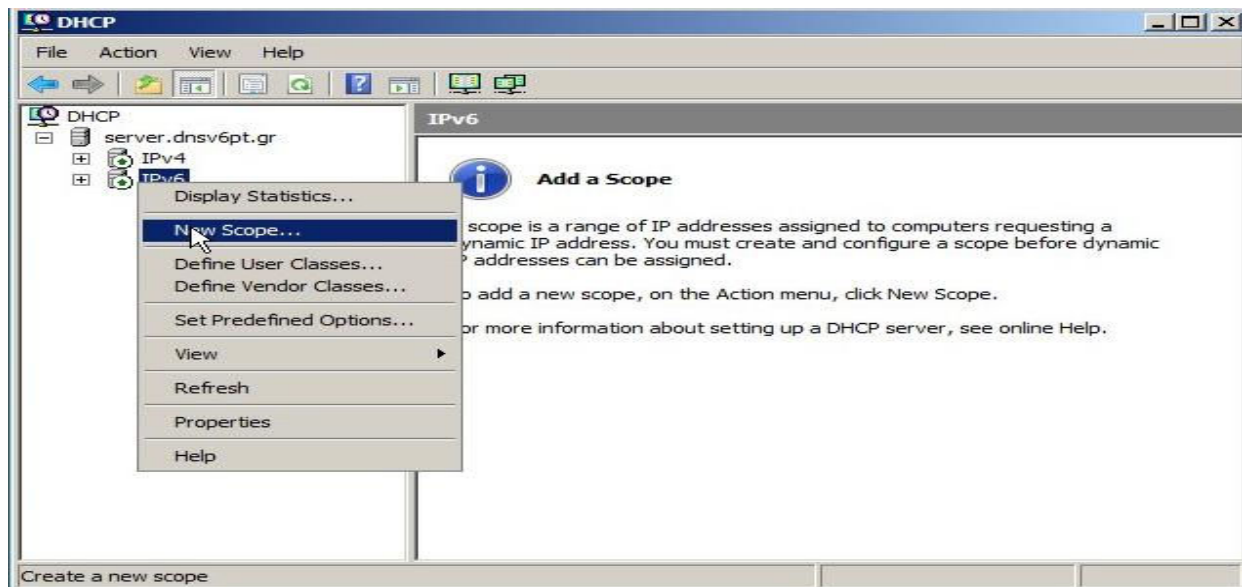 DHCP
File Action View Help
DHCP
server.dnsv6pt.gr
IPv4
IPv6
Display Statistics...
New Scope...
Define User Classes...
Define Vendor Classes...
Set Predefined Options...
View
Refresh
Properties
Help
IPv6
Add a Scope
scope is a range of IP addresses assigned to computers requesting a
ynamic IP address. You must create and configure a scope before dynamic
P addresses can be assigned.
o add a new scope, on the Action menu, click New Scope.
or more information about setting up a DHCP server, see online Help.
Create a new scope